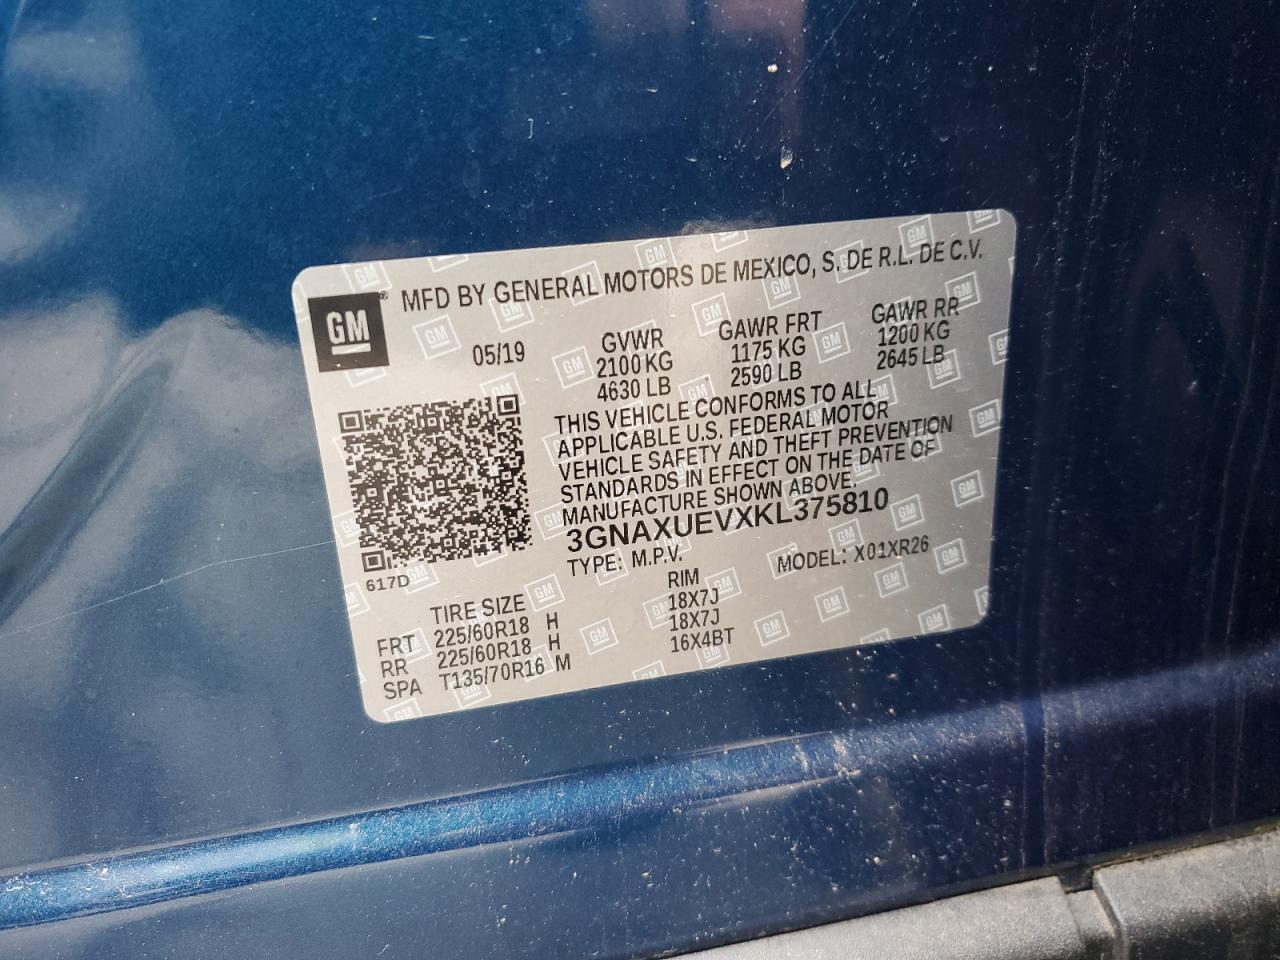 MFD BY GENERAL MOTORS DE MEXICO, S. DE R.L. DE C.V.
GM®
05/19
GVWR GAWR FRT GAWR RR
2100 KG 1175 KG 1200 KG
4630 LB 2590 LB 2645 LB
THIS VEHICLE CONFORMS TO ALL
APPLICABLE U.S. FEDERAL MOTOR
VEHICLE SAFETY AND THEFT PREVENTION
STANDARDS IN EFFECT ON THE DATE OF
MANUFACTURE SHOWN ABOVE.
3GNAXUEVXKL375810
TYPE: M.P.V. MODEL: X01XR26
617D
TIRE SIZE RIM
FRT 225/60R18 H 18X7J
RR 225/60R18 H 18X7J
SPA T135/70R16 M 16X4BT